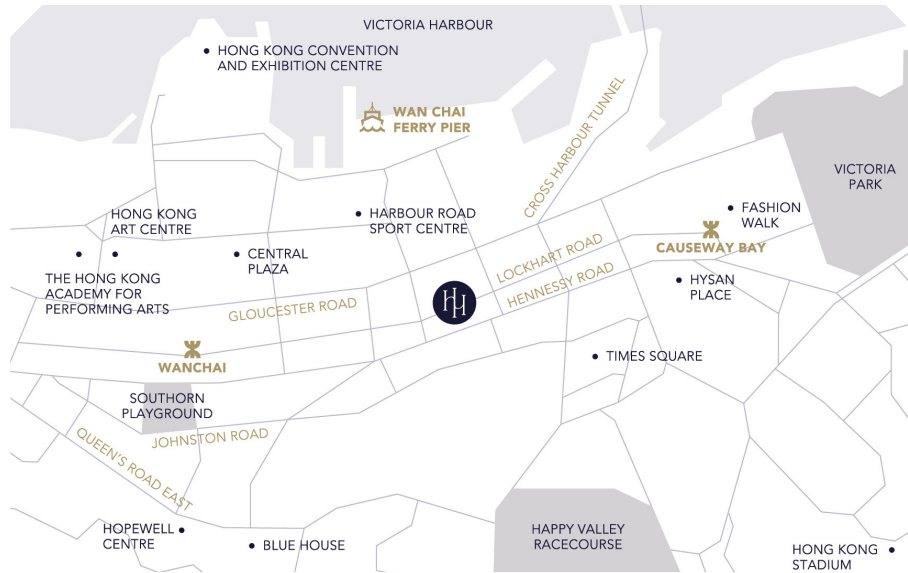 VICTORIA HARBOUR
HONG KONG CONVENTION
AND EXHIBITION CENTRE
WAN CHAI
FERRY PIER
CROSS HARBOUR TUNNEL
VICTORIA
PARK
HONG KONG
ART CENTRE
HARBOUR ROAD
SPORT CENTRE
FASHION
WALK
CAUSEWAY BAY
CENTRAL
PLAZA
LOCKHART ROAD
THE HONG KONG
ACADEMY FOR
PERFORMING ARTS
HENNESSY ROAD
HYSAN
PLACE
GLOUCESTER ROAD
HH
WANCHAI
TIMES SQUARE
SOUTHORN
PLAYGROUND
JOHNSTON ROAD
QUEEN'S ROAD EAST
HOPEWELL
CENTRE
BLUE HOUSE
HAPPY VALLEY
RACECOURSE
HONG KONG
STADIUM